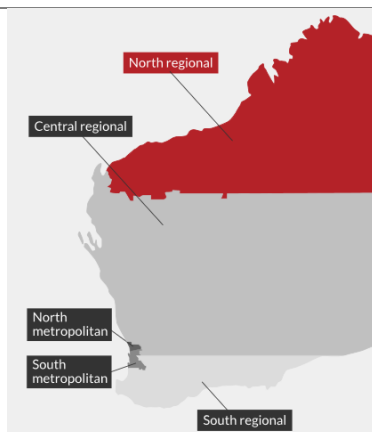 North regional
Central regional
North
metropolitan
South
metropolitan
South regional